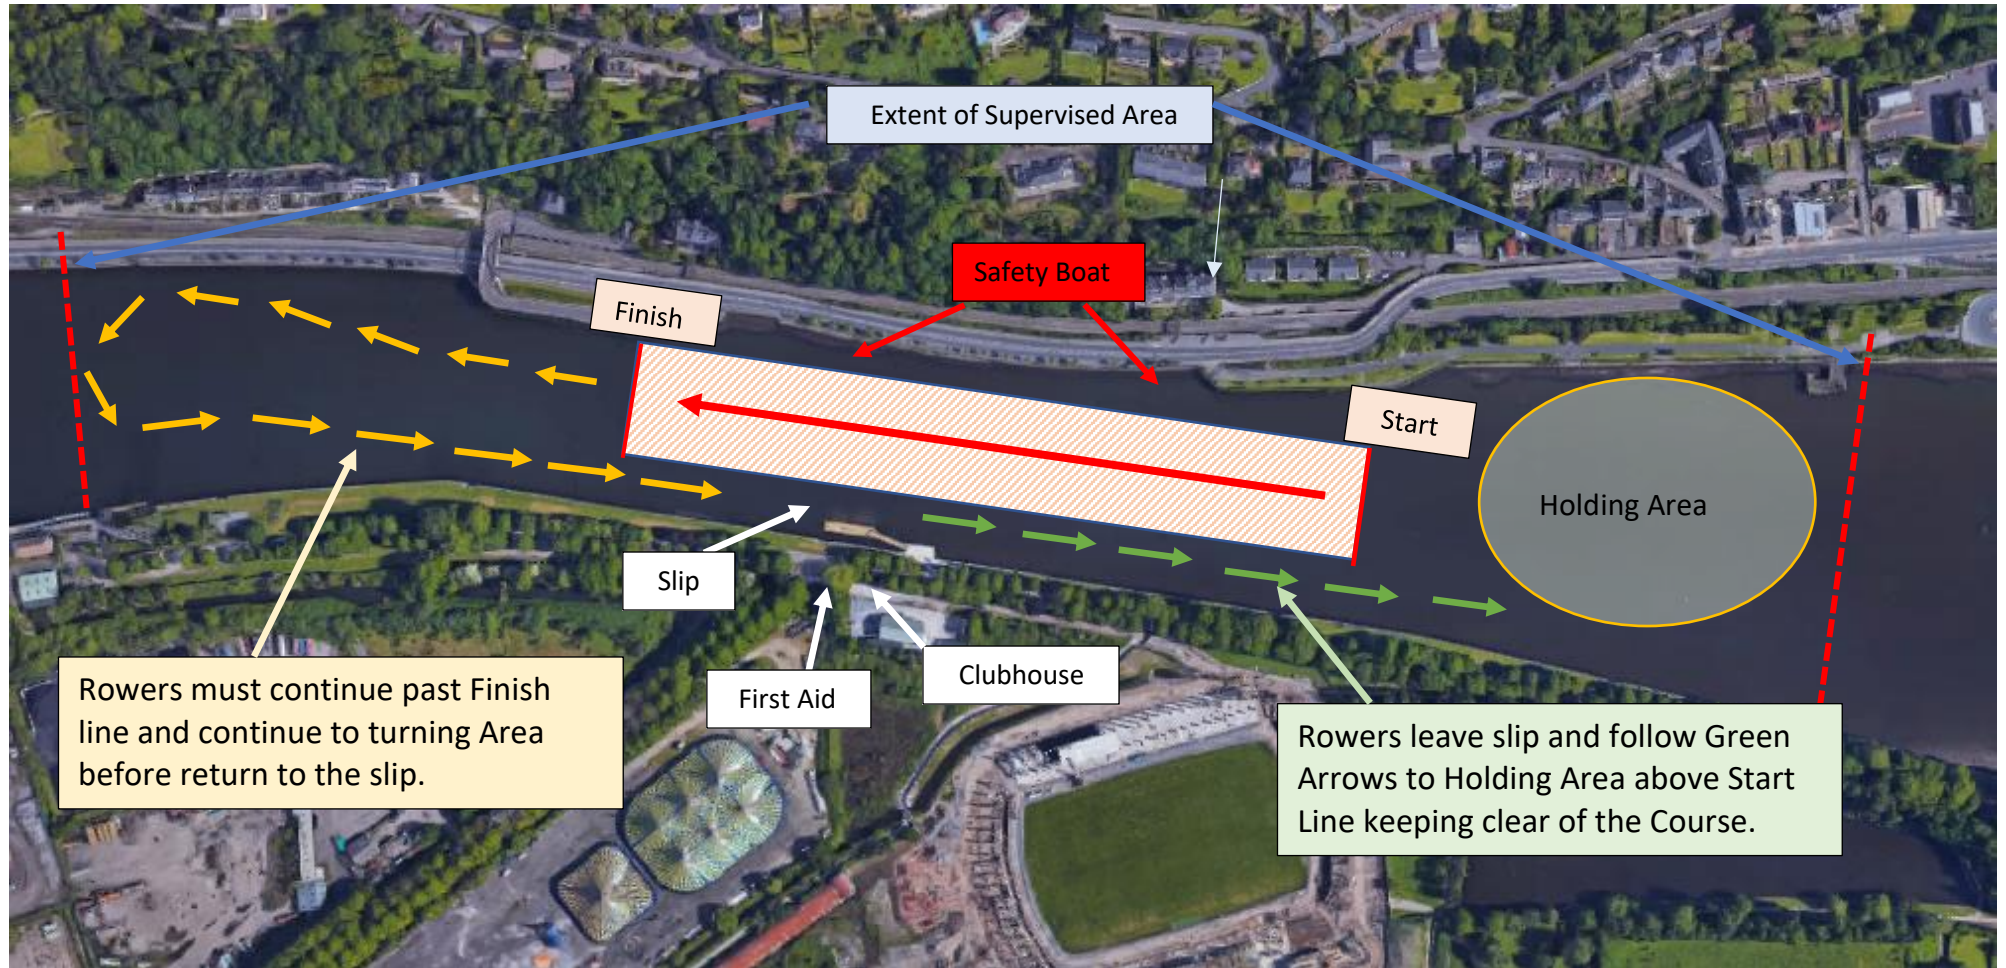 Extent of Supervised Area
Safety Boat
Finish
Start
Holding Area
Slip
First Aid
Clubhouse
Rowers must continue past Finish
line and continue to turning Area
before return to the slip.
Rowers leave slip and follow Green
Arrows to Holding Area above Start
Line keeping clear of the Course.